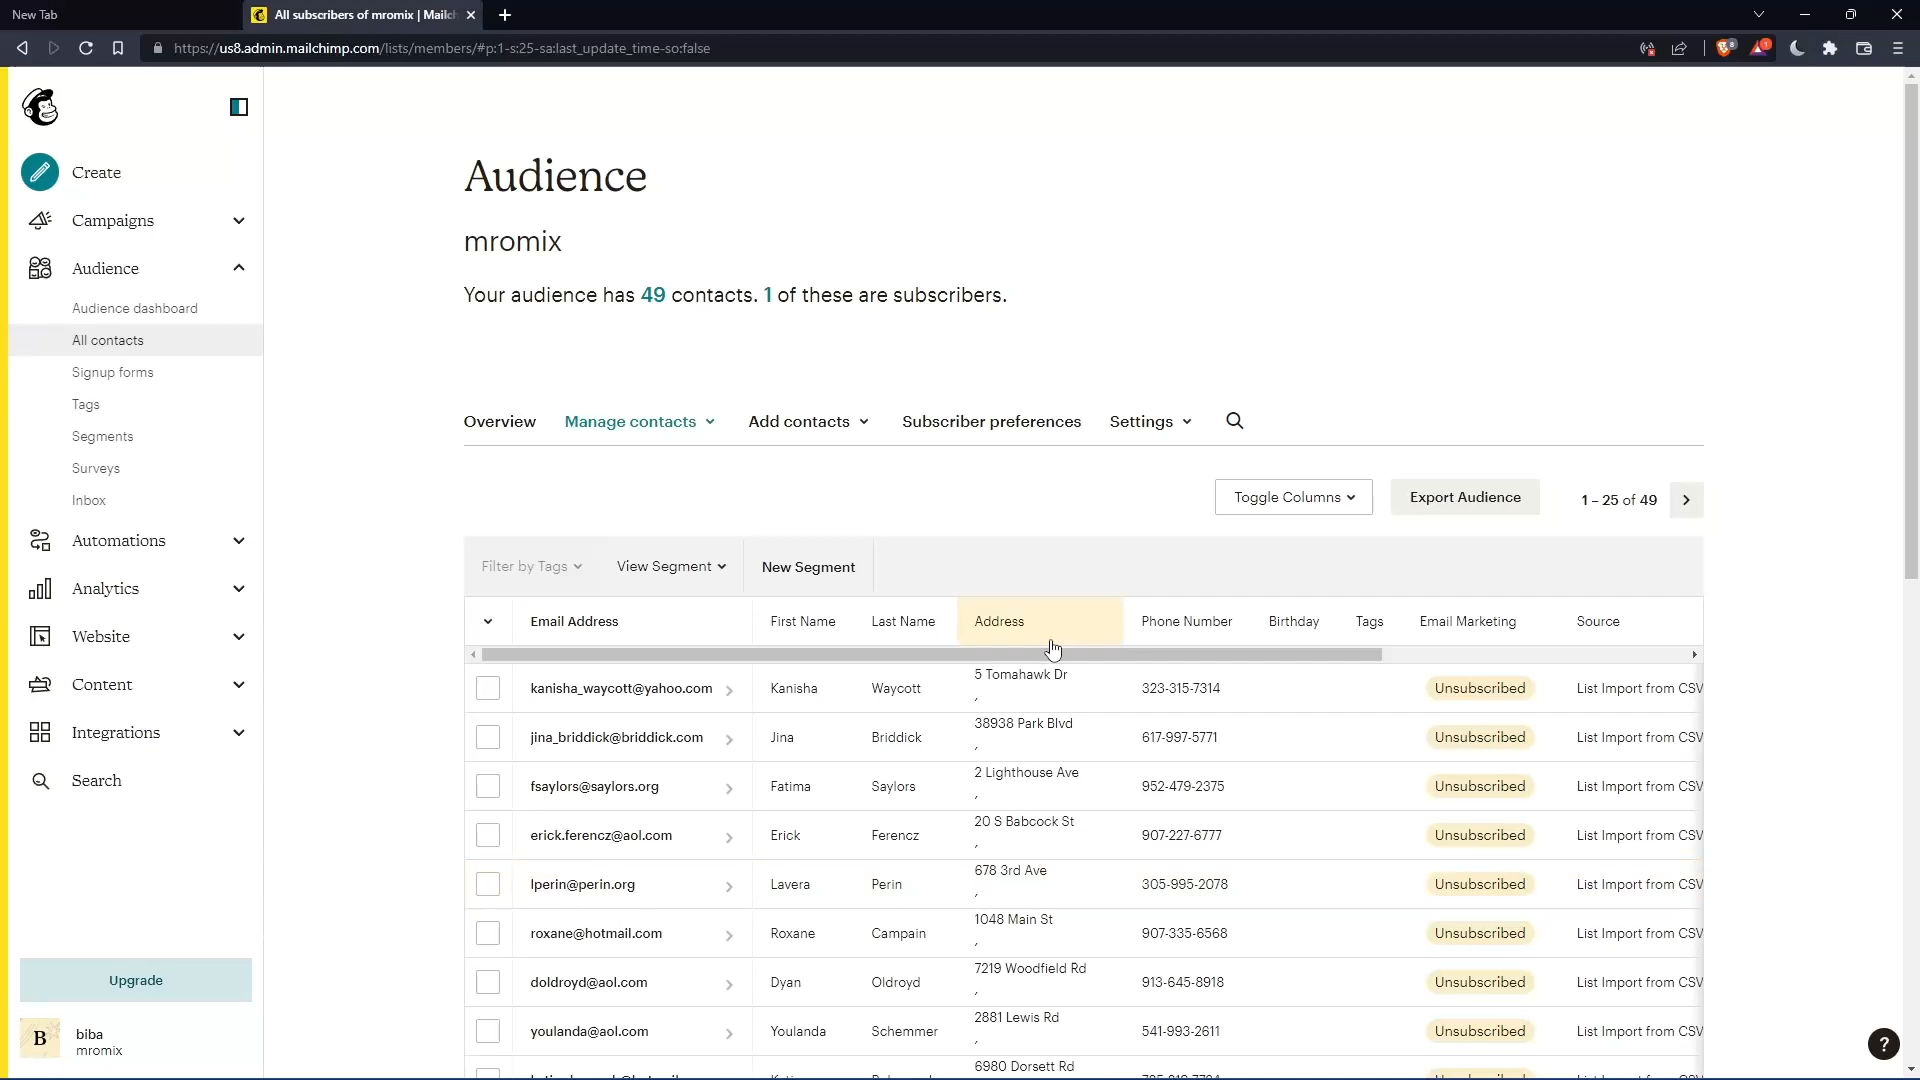 New Tab
All subscribers of mromix | Mailch
https://us8.admin.mailchimp.com/lists/members/#p:1-s:25-sa:last_update_time-so:false
8
1
Create
Campaigns
Audience
Audience dashboard
All contacts
Signup forms
Tags
Segments
Surveys
Inbox
Automations
Analytics
Website
Content
Integrations
Search
Upgrade
B
biba
mromix
Audience
mromix
Your audience has 49 contacts. 1 of these are subscribers.
Overview Manage contacts Add contacts Subscriber preferences Settings
Toggle Columns Export Audience 1 – 25 of 49
Filter by Tags View Segment New Segment
Email Address First Name Last Name Address Phone Number Birthday Tags Email Marketing Source
kanisha_waycott@yahoo.com Kanisha Waycott 5 Tomahawk Dr , 323-315-7314 Unsubscribed List Import from CSV
jina_briddick@briddick.com Jina Briddick 38938 Park Blvd , 617-997-5771 Unsubscribed List Import from CSV
fsaylors@saylors.org Fatima Saylors 2 Lighthouse Ave , 952-479-2375 Unsubscribed List Import from CSV
erick.ferencz@aol.com Erick Ferencz 20 S Babcock St , 907-227-6777 Unsubscribed List Import from CSV
lperin@perin.org Lavera Perin 678 3rd Ave , 305-995-2078 Unsubscribed List Import from CSV
roxane@hotmail.com Roxane Campain 1048 Main St , 907-335-6568 Unsubscribed List Import from CSV
doldroyd@aol.com Dyan Oldroyd 7219 Woodfield Rd , 913-645-8918 Unsubscribed List Import from CSV
youlanda@aol.com Youlanda Schemmer 2881 Lewis Rd , 541-993-2611 Unsubscribed List Import from CSV
6980 Dorsett Rd
?